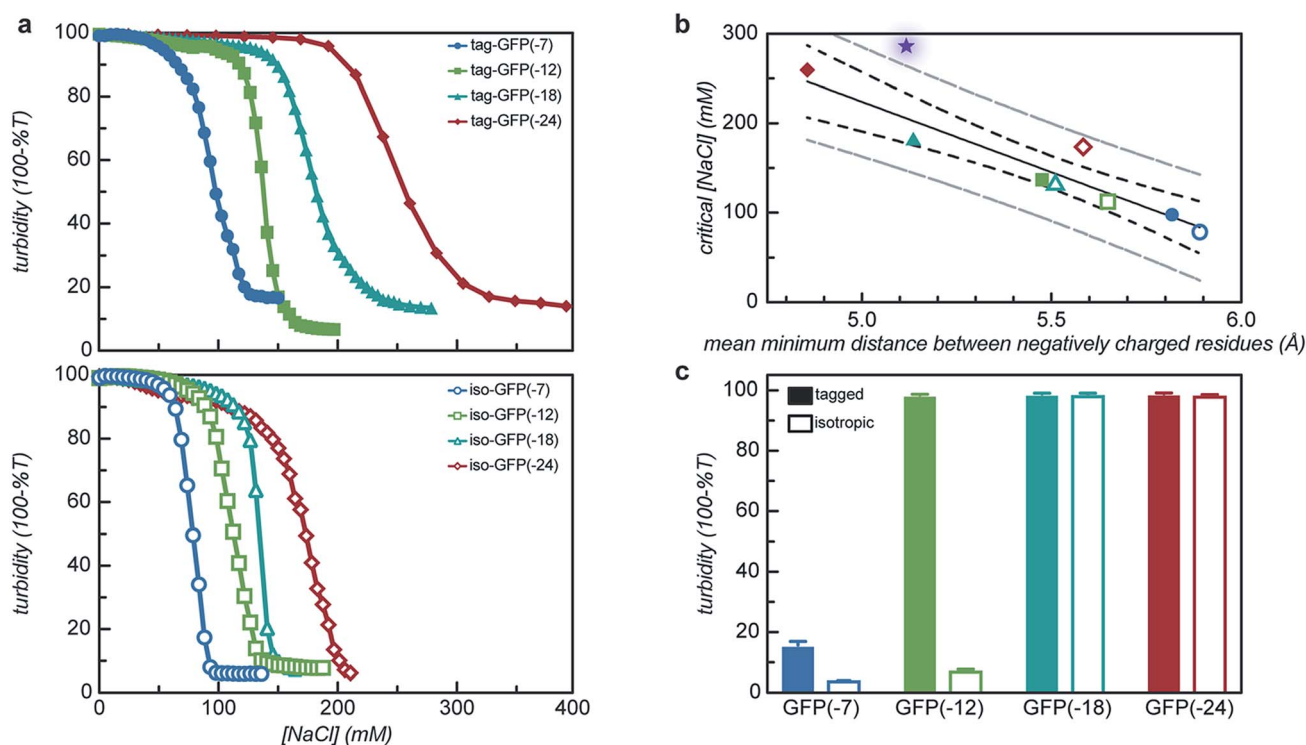 a
turbidity (100-%T)
100
80
60
40
20
0
tag-GFP(-7)
tag-GFP(-12)
tag-GFP(-18)
tag-GFP(-24)
turbidity (100-%T)
100
80
60
40
20
0
iso-GFP(-7)
iso-GFP(-12)
iso-GFP(-18)
iso-GFP(-24)
0 100 200 300 400
[NaCl] (mM)
b
critical [NaCl] (mM)
300
200
100
0
5.0 5.5 6.0
mean minimum distance between negatively charged residues (Å)
c
turbidity (100-%T)
100
80
60
40
20
0
tagged
isotropic
GFP(-7) GFP(-12) GFP(-18) GFP(-24)